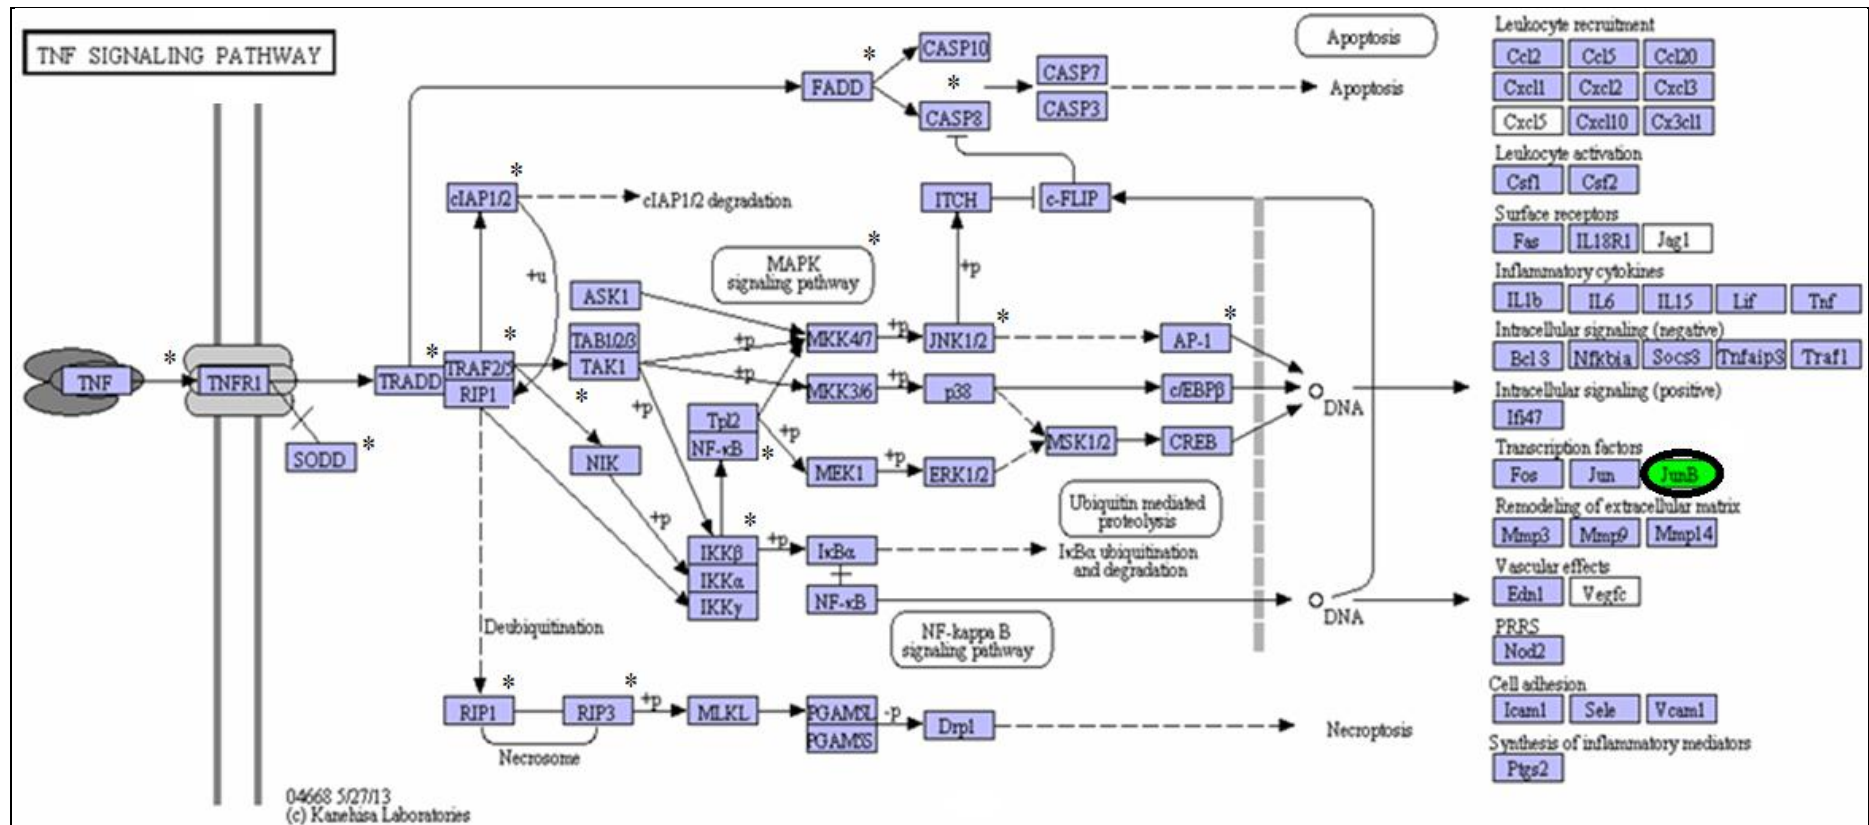 TNF SIGNALING PATHWAY
Apoptosis
Leukocyte recruitment
* CASP10
Ccl2 Ccl5 Ccl20
FADD * CASP7 Apoptosis
Cxcl1 Cxcl2 Cxcl3
CASP8 CASP3
Cxcl5 Cxcl10 Cx3cl1
Leukocyte activation
*
cIAP1/2 cIAP1/2 degradation ITCH c-FLIP
Csf1 Csf2
Surface receptors
*
Fas IL18R1 Jag1
MAPK
signaling pathway
+u +p
Inflammatory cytokines
ASK1
IL1b IL6 IL15 Lif Tnf
* * *
TAB1/2/3 +p MKK4/7 +p JNK1/2 AP-1
Intracellular signaling (negative)
* *
TRAF2/5 TAK1
Bcl3 Nfkbia Socs3 Tnfaip3 Traf1
TNF TNFR1 TRADD RIP1 +p MKK3/6 +p p38 c/EBPβ
DNA
Intracellular signaling (positive)
* +p
Ifi47
Tpl2 +p
NF-κB *
MSK1/2 CREB
Transcription factors
SODD * NIK MEK1 +p ERK1/2
Fos Jun JunB
Ubiquitin mediated
proteolysis
Remodeling of extracellular matrix
+p *
Mmp3 Mmp9 Mmp14
IKKβ +p IκBα IκBα ubiquitination
and degradation
IKKα
Vascular effects
IKKγ NF-κB
Edn1 Vegfc
DNA
Deubiquitination
NF-kappa B
signaling pathway
PRRS
Nod2
* *
Cell adhesion
RIP1 RIP3 +p MLKL PGAM5L -p Drp1 Necroptosis
Icam1 Sele Vcam1
PGAM5S
Necrosome
Synthesis of inflammatory mediators
Ptgs2
04668 5/27/13
(c) Kanehisa Laboratories